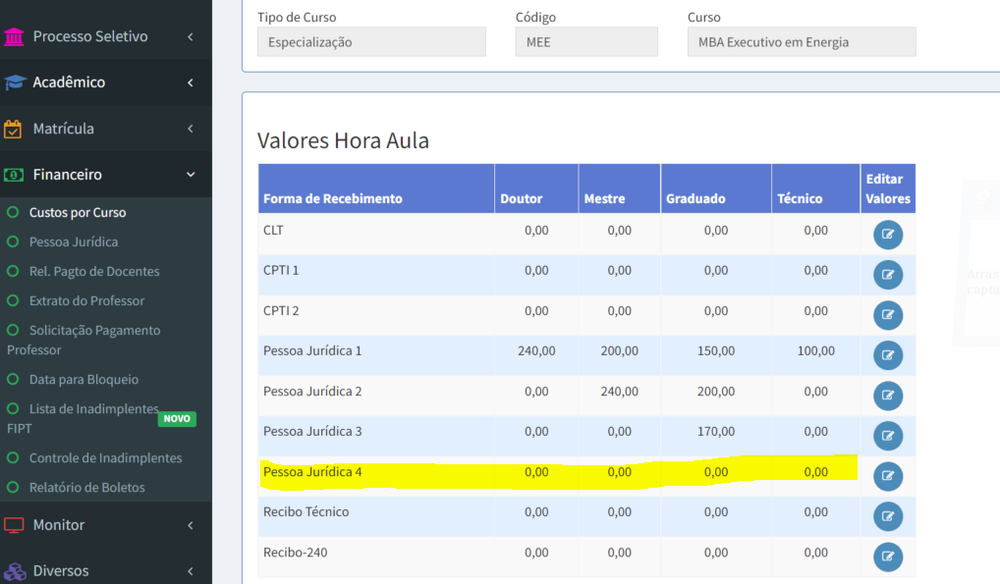 Processo Seletivo
Acadêmico
Matrícula
Financeiro
Custos por Curso
Pessoa Jurídica
Rel. Pagto de Docentes
Extrato do Professor
Solicitação Pagamento
Professor
Data para Bloqueio
Lista de Inadimplentes
FIPT
NOVO
Controle de Inadimplentes
Relatório de Boletos
Monitor
Diversos
Tipo de Curso Código Curso
Especialização MEE MBA Executivo em Energia
Valores Hora Aula
Forma de Recebimento Doutor Mestre Graduado Técnico Editar
Valores
CLT 0,00 0,00 0,00 0,00
CPTI 1 0,00 0,00 0,00 0,00
CPTI 2 0,00 0,00 0,00 0,00
Pessoa Jurídica 1 240,00 200,00 150,00 100,00
Pessoa Jurídica 2 0,00 240,00 200,00 0,00
Pessoa Jurídica 3 0,00 0,00 170,00 0,00
Pessoa Jurídica 4 0,00 0,00 0,00 0,00
Recibo Técnico 0,00 0,00 0,00 0,00
Recibo-240 0,00 0,00 0,00 0,00